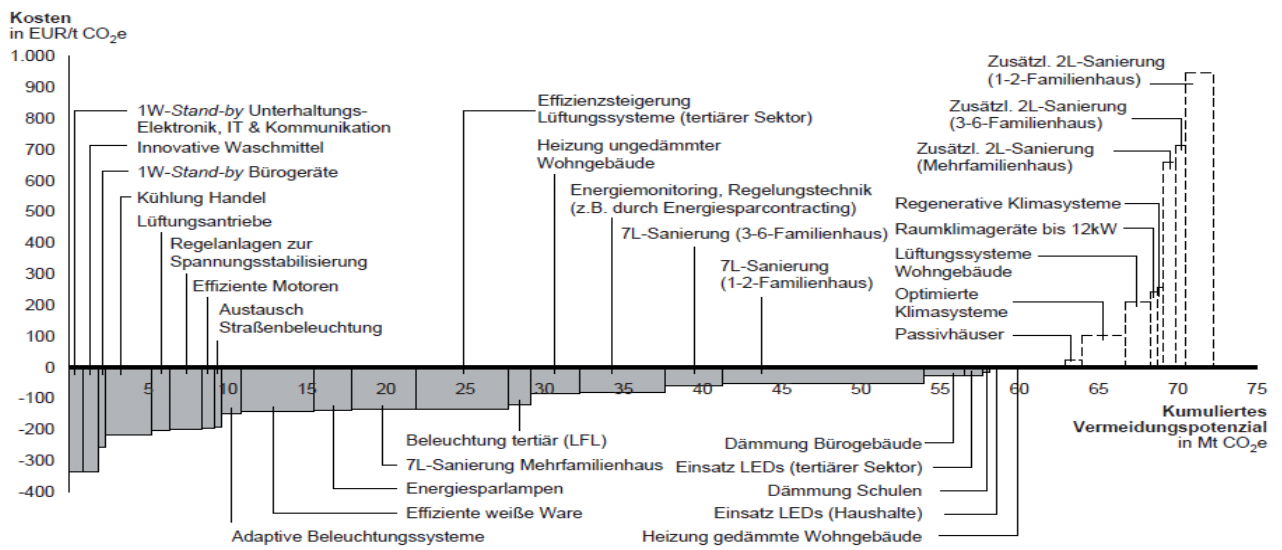 Kosten
in EUR/t CO2e
1.000
900
800
700
600
500
400
300
200
100
0
-100
-200
-300
-400
1W-Stand-by Unterhaltungs-
Elektronik, IT & Kommunikation
Innovative Waschmittel
1W-Stand-by Bürogeräte
Kühlung Handel
Lüftungsantriebe
Regelanlagen zur
Spannungsstabilisierung
Effiziente Motoren
Austausch
Straßenbeleuchtung
Effizienzsteigerung
Lüftungssysteme (tertiärer Sektor)
Heizung ungedämmter
Wohngebäude
Energiemonitoring, Regelungstechnik
(z.B. durch Energiesparcontracting)
7L-Sanierung (3-6-Familienhaus)
7L-Sanierung
(1-2-Familienhaus)
Zusätzl. 2L-Sanierung
(1-2-Familienhaus)
Zusätzl. 2L-Sanierung
(3-6-Familienhaus)
Zusätzl. 2L-Sanierung
(Mehrfamilienhaus)
Regenerative Klimasysteme
Raumklimageräte bis 12kW
Lüftungssysteme
Wohngebäude
Optimierte
Klimasysteme
Passivhäuser
5 10 15 20 25 30 35 40 45 50 55 60 65 70 75
Kumuliertes
Vermeidungspotenzial
in Mt CO2e
Beleuchtung tertiär (LFL)
7L-Sanierung Mehrfamilienhaus
Energiesparlampen
Effiziente weiße Ware
Adaptive Beleuchtungssysteme
Dämmung Bürogebäude
Einsatz LEDs (tertiärer Sektor)
Dämmung Schulen
Einsatz LEDs (Haushalte)
Heizung gedämmte Wohngebäude